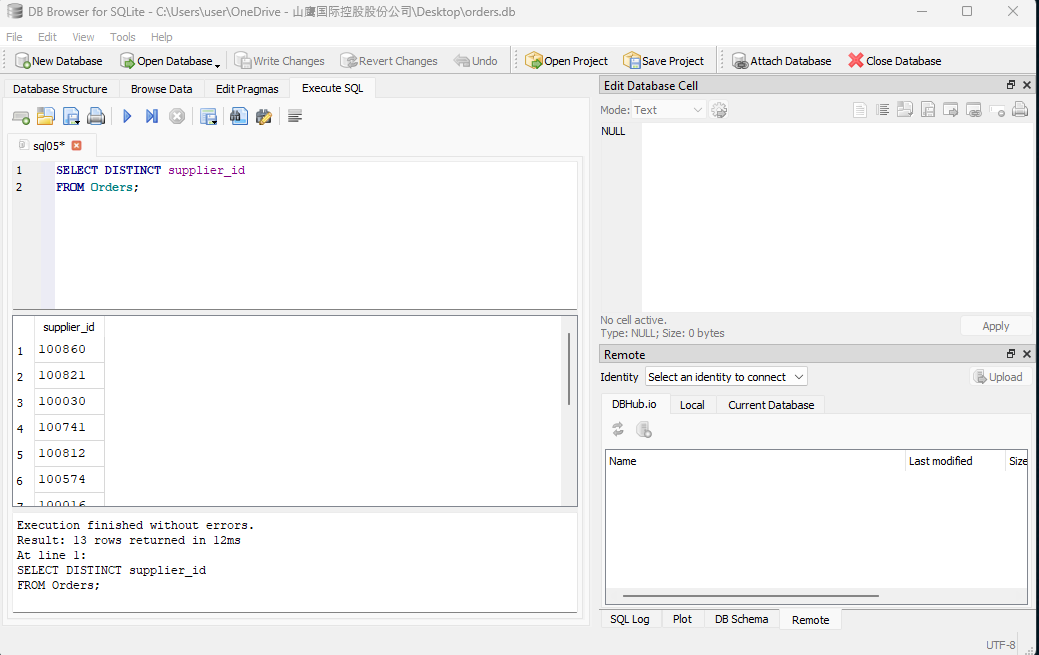 DB Browser for SQLite - C:\Users\user\OneDrive - 山鹰国际控股股份公司\Desktop\orders.db
File Edit View Tools Help
New Database Open Database Write Changes Revert Changes Undo Open Project Save Project Attach Database Close Database
Database Structure Browse Data Edit Pragmas Execute SQL
sql05*
1 SELECT DISTINCT supplier_id
2 FROM Orders;
supplier_id
1 100860
2 100821
3 100030
4 100741
5 100812
6 100574
7 100016
Execution finished without errors.
Result: 13 rows returned in 12ms
At line 1:
SELECT DISTINCT supplier_id
FROM Orders;
Edit Database Cell
Mode: Text
NULL
No cell active.
Type: NULL; Size: 0 bytes
Apply
Remote
Identity Select an identity to connect Upload
DBHub.io Local Current Database
Name Last modified Size
SQL Log Plot DB Schema Remote
UTF-8